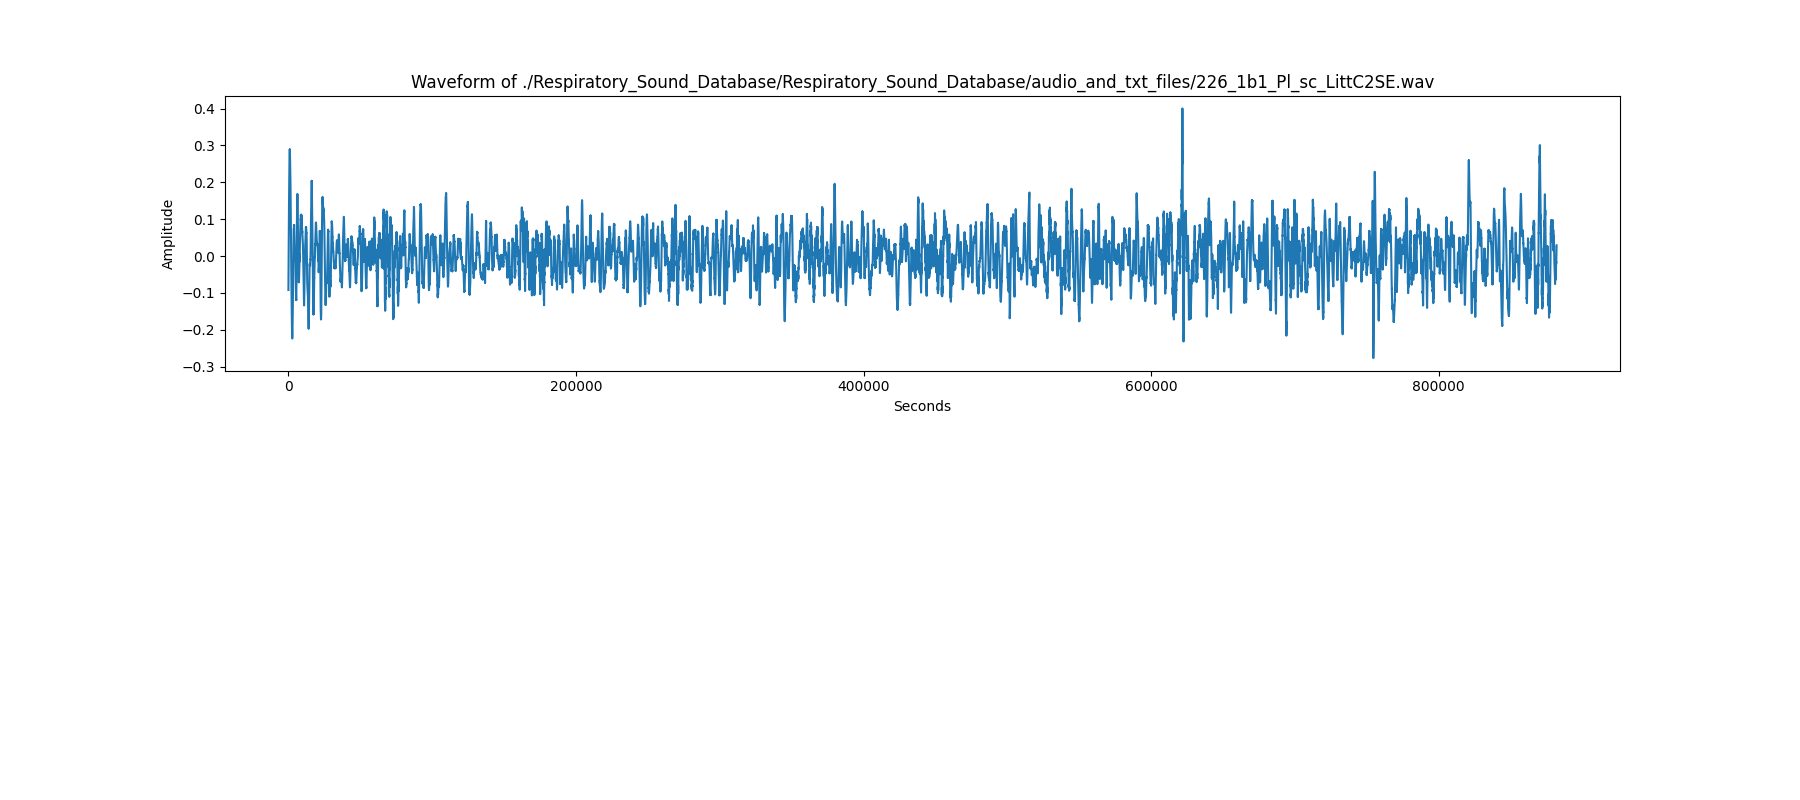 Waveform of ./Respiratory_Sound_Database/Respiratory_Sound_Database/audio_and_txt_files/226_1b1_Pl_sc_LittC2SE.wav
0.4
0.3
0.2
0.1
0.0
−0.1
−0.2
−0.3
Amplitude
0 200000 400000 600000 800000
Seconds